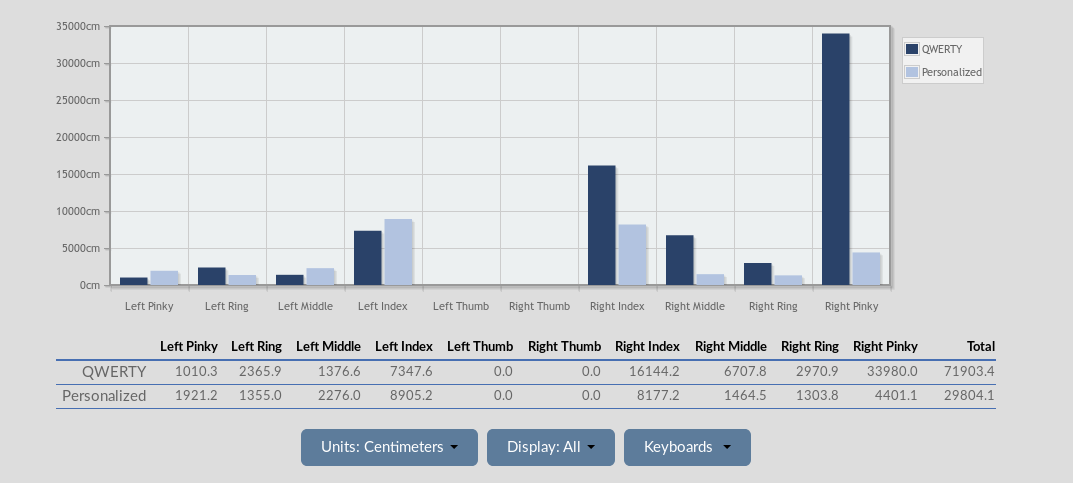 35000cm
30000cm
25000cm
20000cm
15000cm
10000cm
5000cm
0cm
Left Pinky Left Ring Left Middle Left Index Left Thumb Right Thumb Right Index Right Middle Right Ring Right Pinky
QWERTY
Personalized
Left Pinky Left Ring Left Middle Left Index Left Thumb Right Thumb Right Index Right Middle Right Ring Right Pinky Total
QWERTY 1010.3 2365.9 1376.6 7347.6 0.0 0.0 16144.2 6707.8 2970.9 33980.0 71903.4
Personalized 1921.2 1355.0 2276.0 8905.2 0.0 0.0 8177.2 1464.5 1303.8 4401.1 29804.1
Units: Centimeters Display: All Keyboards